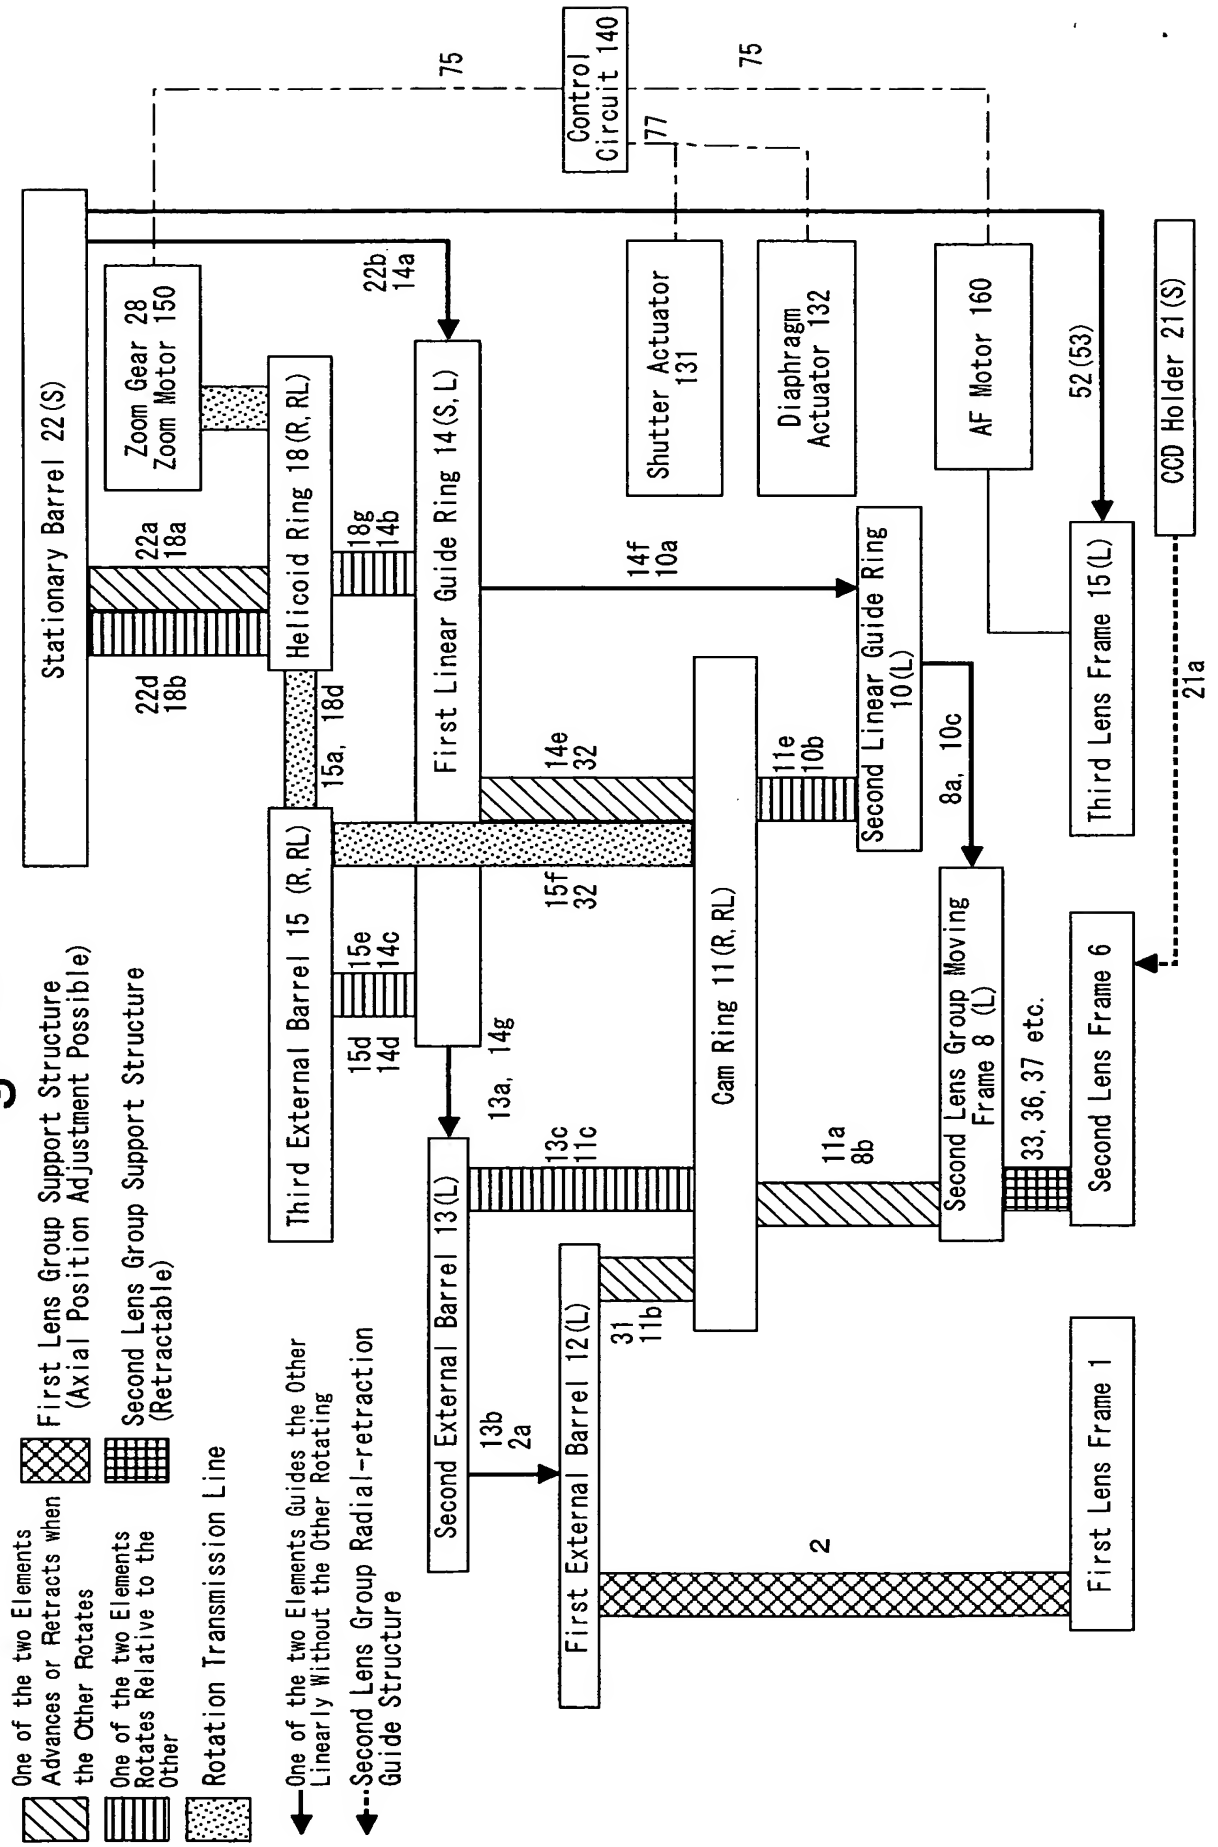 One of the two Elements
Advances or Retracts when
the Other Rotates
One of the two Elements
Rotates Relative to the
Other
Rotation Transmission Line
First Lens Group Support Structure
(Axial Position Adjustment Possible)
Second Lens Group Support Structure
(Retractable)
One of the two Elements Guides the Other
Linearly Without the Other Rotating
Second Lens Group Radial-retraction
Guide Structure
Stationary Barrel 22(S)
22a
18a
22d
18b
Zoom Gear 28
Zoom Motor 150
75
Control
Circuit 140
75
77
22b
14a
Third External Barrel 15 (R, RL)
15a, 18d
Helicoid Ring 18(R, RL)
15e
14c
15d
14d
18g
14b
First Linear Guide Ring 14(S, L)
13a, 14g
Second External Barrel 13(L)
13b
2a
13c
11c
15f
32
14e
32
14f
10a
Shutter Actuator
131
First External Barrel 12(L)
31
11b
Cam Ring 11(R, RL)
11e
10b
Diaphragm
Actuator 132
11a
8b
Second Linear Guide Ring
10(L)
8a, 10c
AF Motor 160
Second Lens Group Moving
Frame 8 (L)
2
33, 36, 37 etc.
52(53)
First Lens Frame 1
Second Lens Frame 6
Third Lens Frame 15(L)
CCD Holder 21(S)
21a